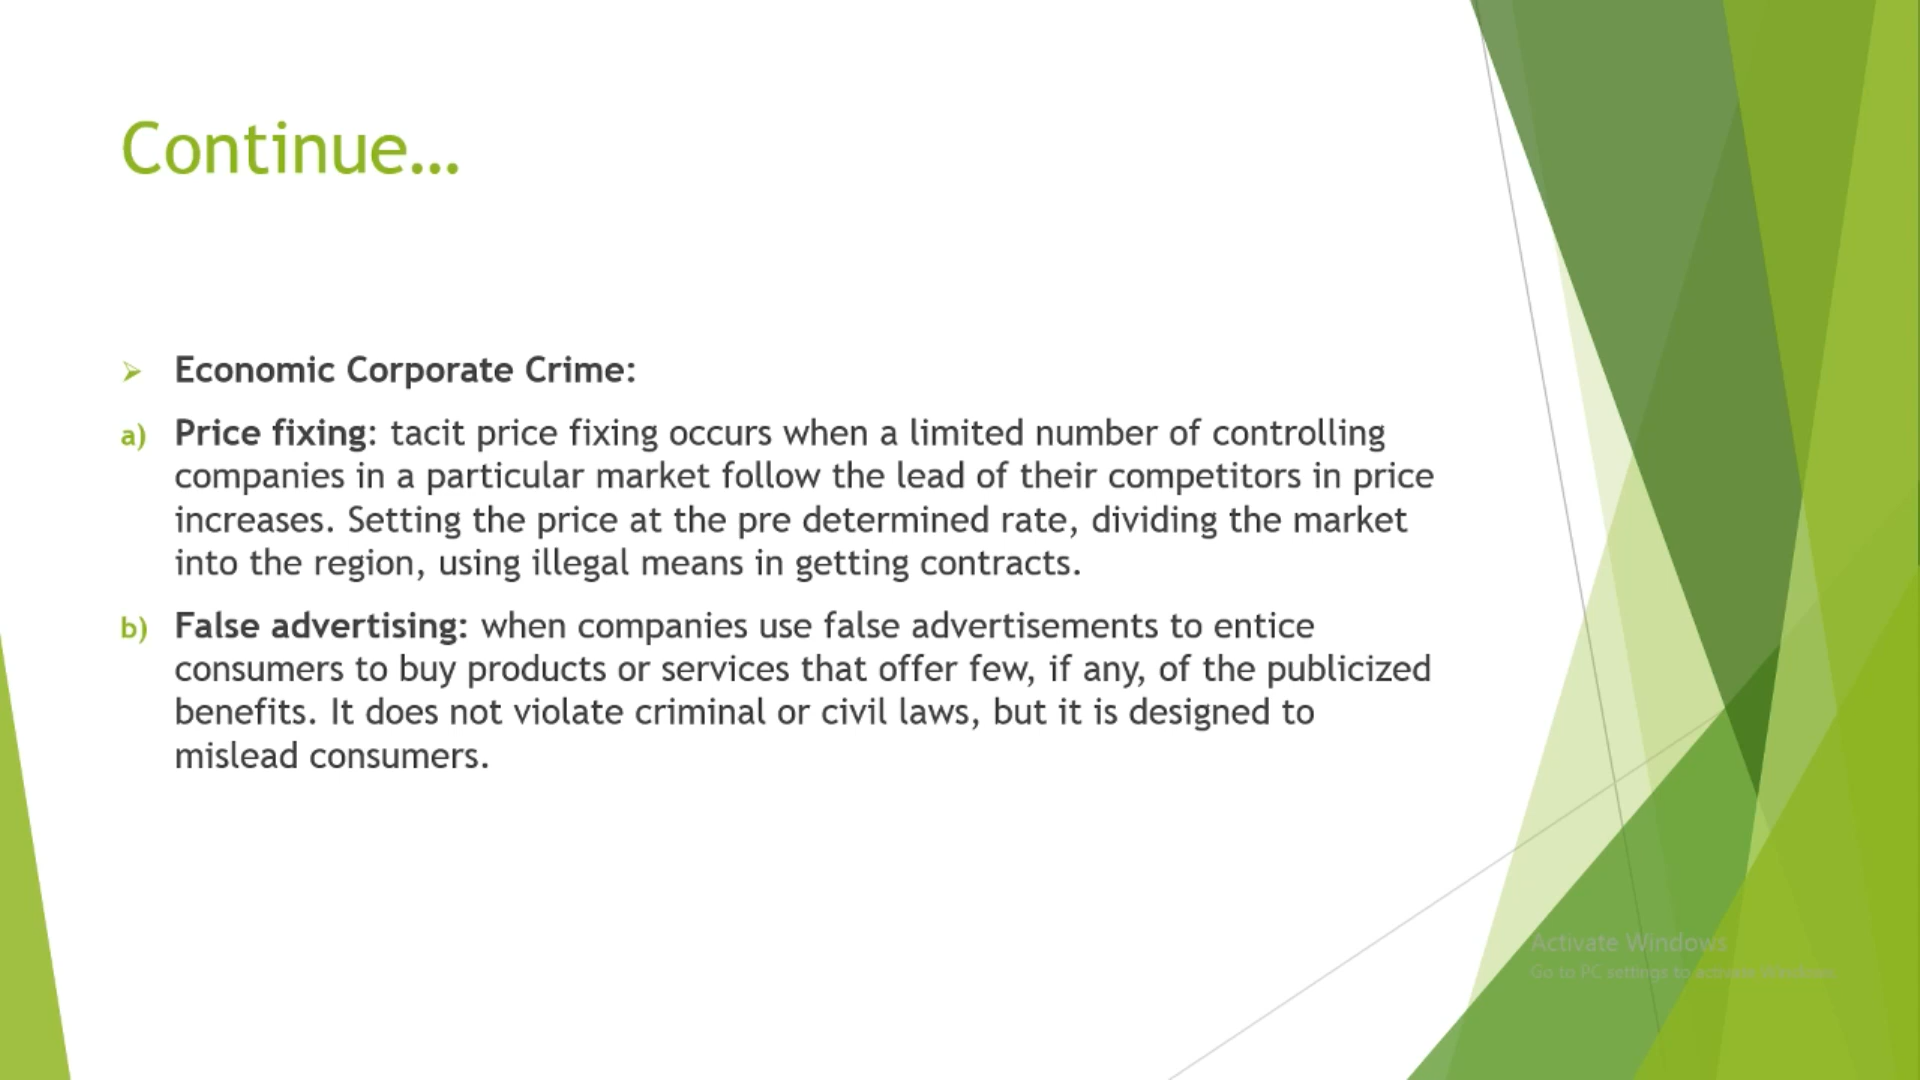 Continue...
➢ Economic Corporate Crime:
a) Price fixing: tacit price fixing occurs when a limited number of controlling
companies in a particular market follow the lead of their competitors in price
increases. Setting the price at the pre determined rate, dividing the market
into the region, using illegal means in getting contracts.
b) False advertising: when companies use false advertisements to entice
consumers to buy products or services that offer few, if any, of the publicized
benefits. It does not violate criminal or civil laws, but it is designed to
mislead consumers.
Activate Windows
Go to PC settings to activate Windows.